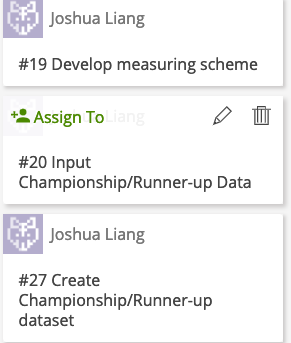 Joshua Liang
#19 Develop measuring scheme
Assign To
#20 Input
Championship/Runner-up Data
Joshua Liang
#27 Create
Championship/Runner-up
dataset